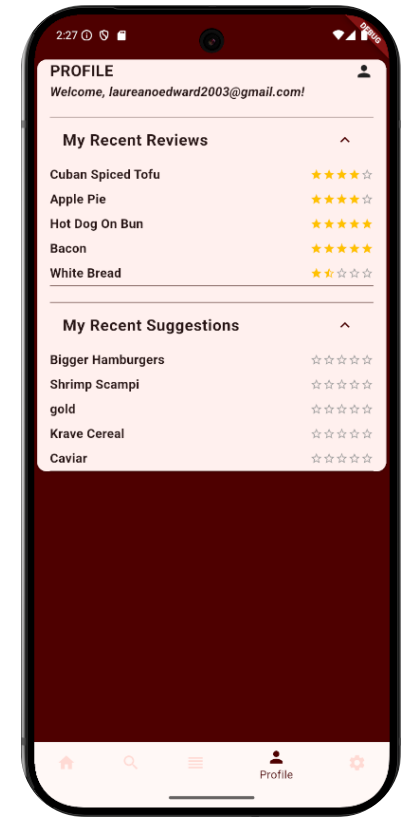 2:27
DEBUG
PROFILE
Welcome, laureanoedward2003@gmail.com!
My Recent Reviews
Cuban Spiced Tofu
Apple Pie
Hot Dog On Bun
Bacon
White Bread
My Recent Suggestions
Bigger Hamburgers
Shrimp Scampi
gold
Krave Cereal
Caviar
Profile